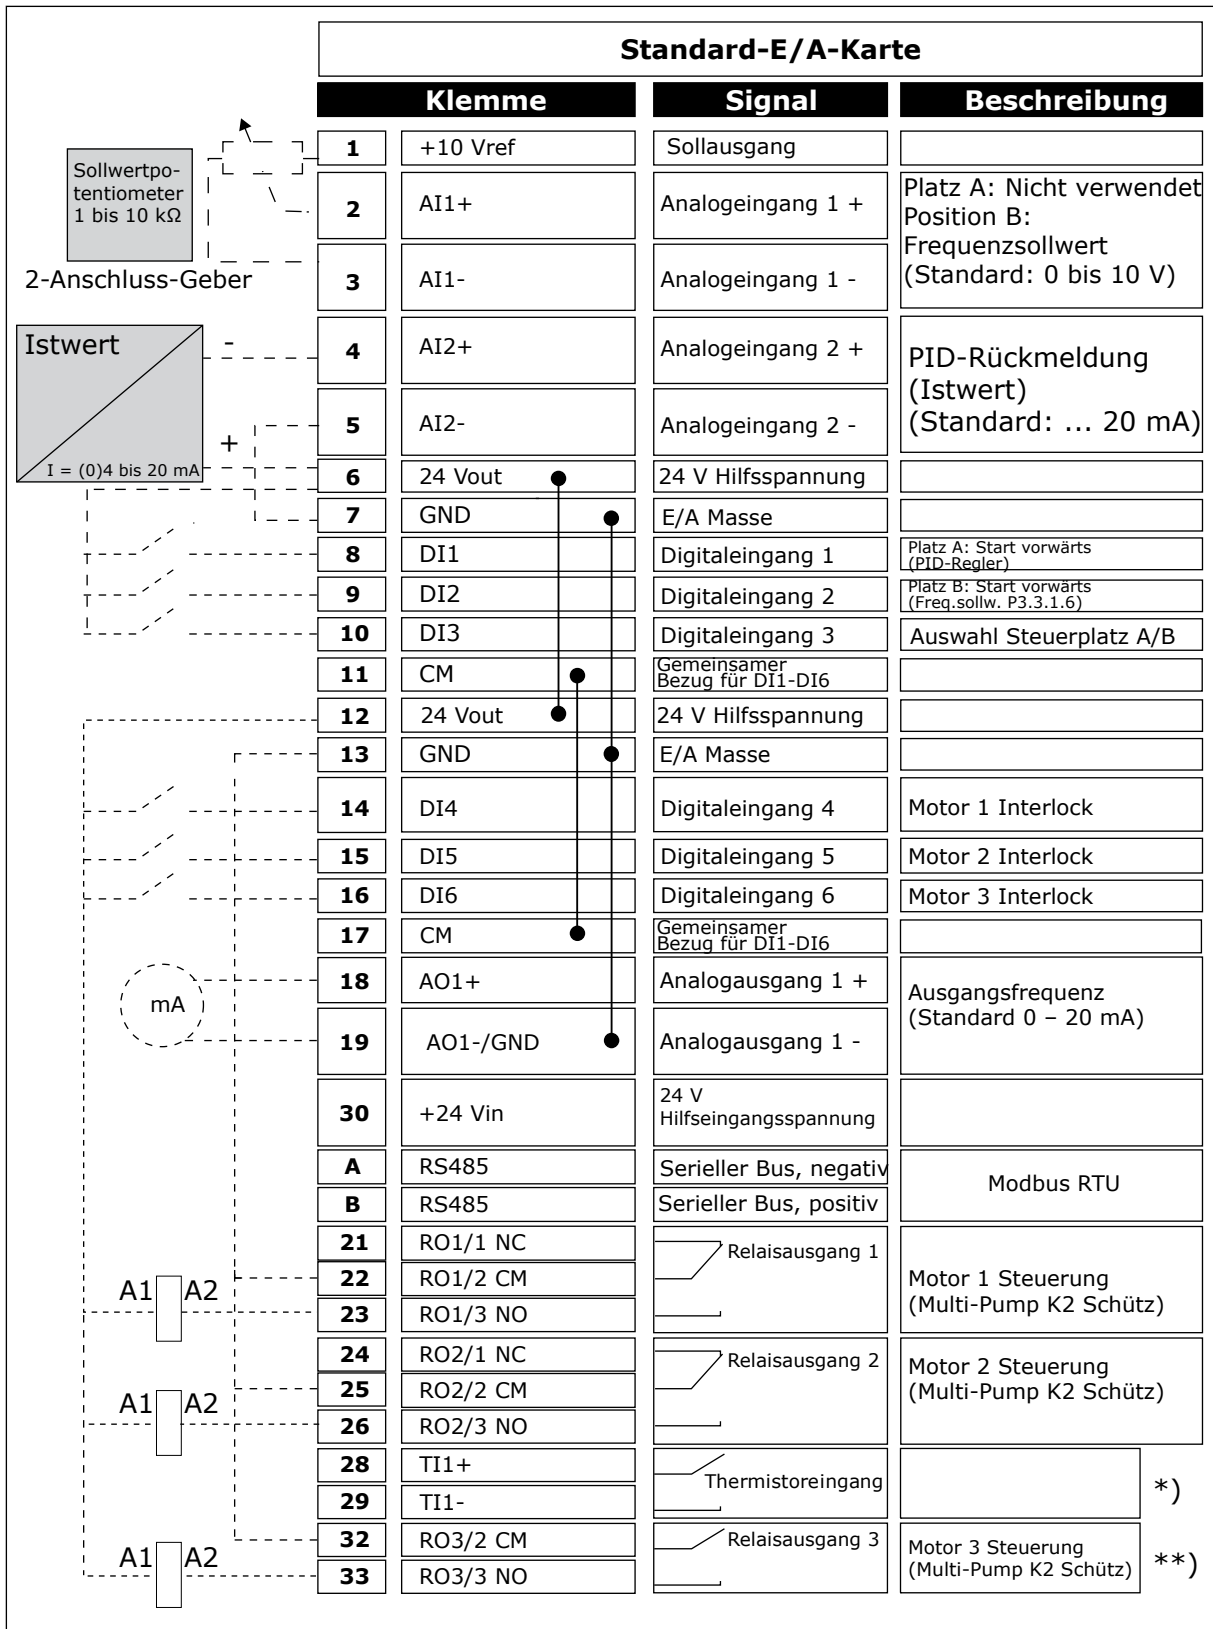 Standard-E/A-Karte
Klemme Signal Beschreibung
Sollwertpo-
tentiometer
1 bis 10 kΩ
2-Anschluss-Geber
Istwert
-
+
I = (0)4 bis 20 mA
1 +10 Vref Sollausgang
2 AI1+ Analogeingang 1 +
3 AI1- Analogeingang 1 -
Platz A: Nicht verwendet
Position B:
Frequenzsollwert
(Standard: 0 bis 10 V)
4 AI2+ Analogeingang 2 +
5 AI2- Analogeingang 2 -
PID-Rückmeldung
(Istwert)
(Standard: ... 20 mA)
6 24 Vout 24 V Hilfsspannung
7 GND E/A Masse
8 DI1 Digitaleingang 1
Platz A: Start vorwärts
(PID-Regler)
9 DI2 Digitaleingang 2
Platz B: Start vorwärts
(Freq.sollw. P3.3.1.6)
10 DI3 Digitaleingang 3 Auswahl Steuerplatz A/B
11 CM Gemeinsamer
Bezug für DI1-DI6
12 24 Vout 24 V Hilfsspannung
13 GND E/A Masse
14 DI4 Digitaleingang 4 Motor 1 Interlock
15 DI5 Digitaleingang 5 Motor 2 Interlock
16 DI6 Digitaleingang 6 Motor 3 Interlock
17 CM Gemeinsamer
Bezug für DI1-DI6
mA
18 AO1+ Analogausgang 1 +
19 AO1-/GND Analogausgang 1 -
Ausgangsfrequenz
(Standard 0 – 20 mA)
30 +24 Vin 24 V
Hilfseingangsspannung
A RS485 Serieller Bus, negativ
B RS485 Serieller Bus, positiv
Modbus RTU
21 RO1/1 NC Relaisausgang 1
22 RO1/2 CM
A1 A2
23 RO1/3 NO
Motor 1 Steuerung
(Multi-Pump K2 Schütz)
24 RO2/1 NC Relaisausgang 2
25 RO2/2 CM
A1 A2
26 RO2/3 NO
Motor 2 Steuerung
(Multi-Pump K2 Schütz)
28 TI1+ Thermistoreingang
29 TI1-
*)
32 RO3/2 CM Relaisausgang 3
A1 A2
33 RO3/3 NO
Motor 3 Steuerung
(Multi-Pump K2 Schütz)
**)